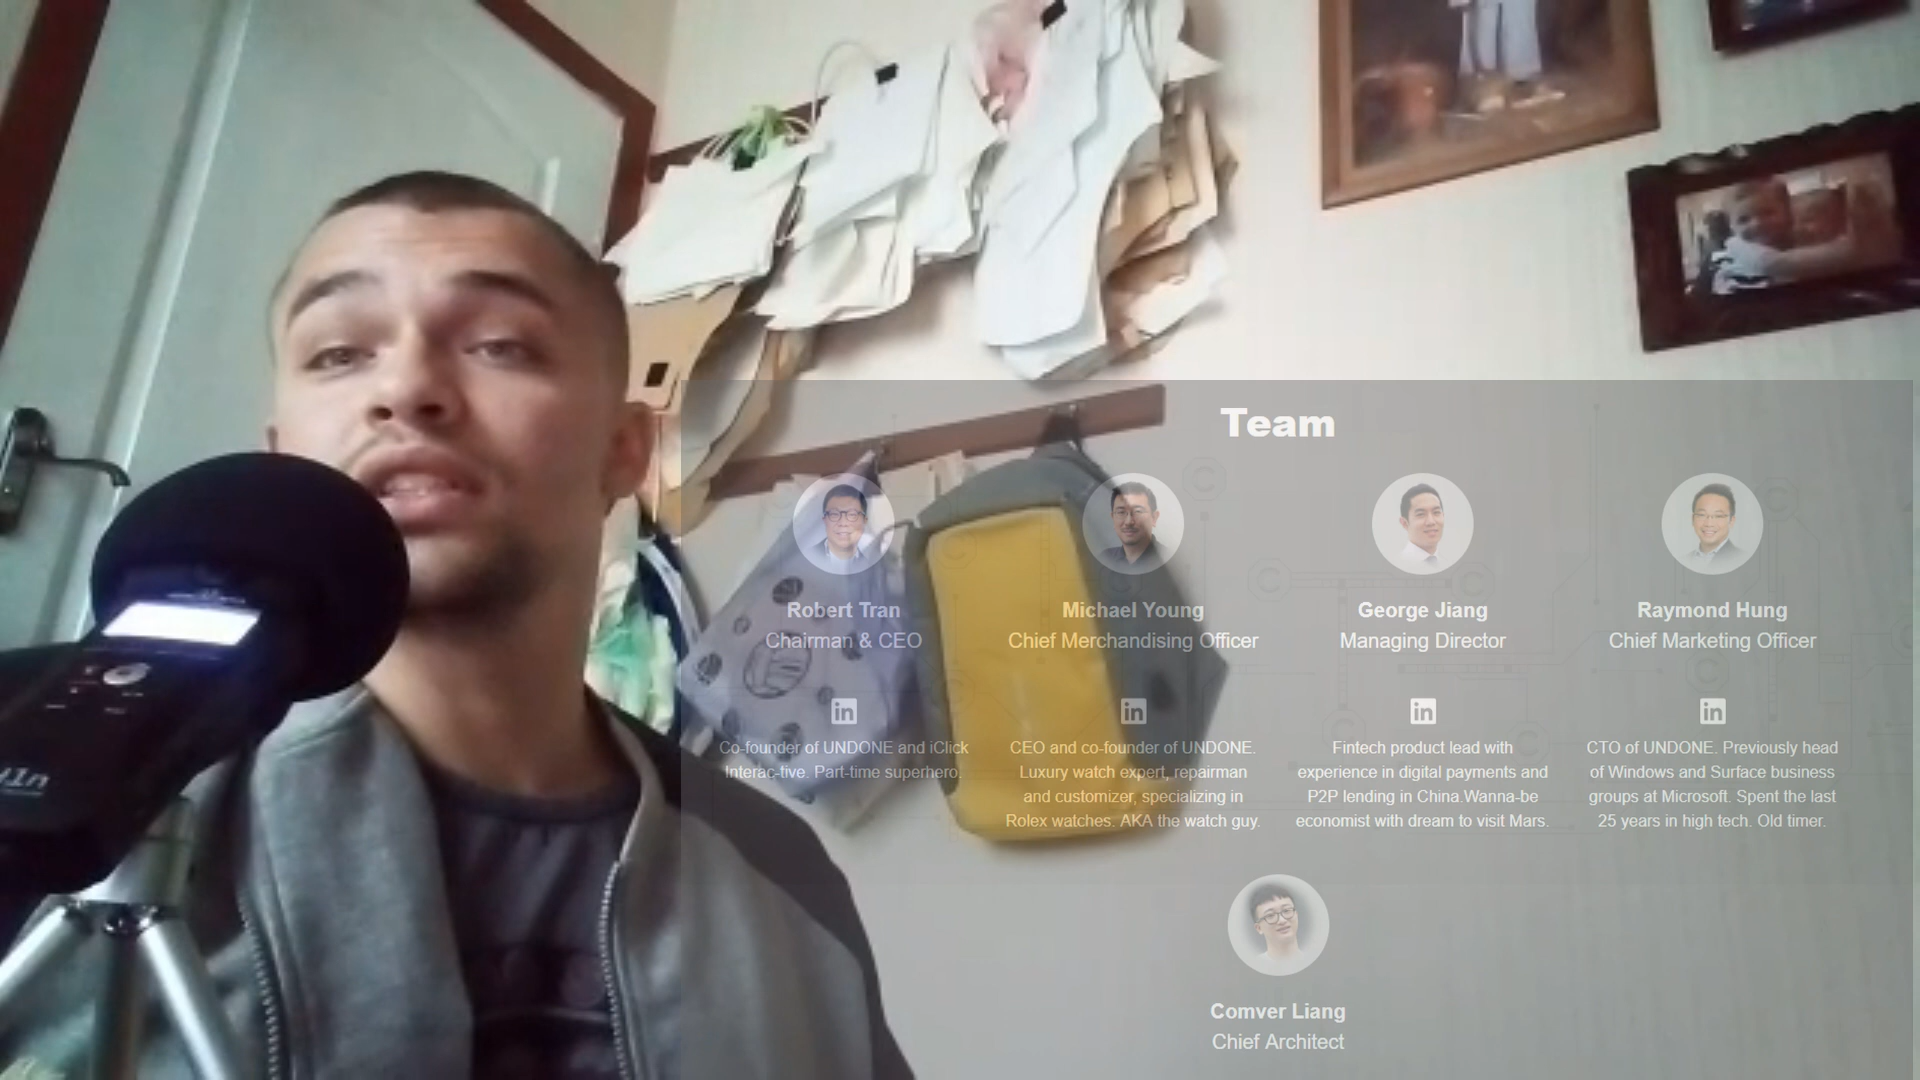 Team
Robert Tran
Chairman & CEO
Co-founder of UNDONE and iClick
Interac-tive. Part-time superhero.
Michael Young
Chief Merchandising Officer
CEO and co-founder of UNDONE.
Luxury watch expert, repairman
and customizer, specializing in
Rolex watches. AKA the watch guy.
George Jiang
Managing Director
Fintech product lead with
experience in digital payments and
P2P lending in China.Wanna-be
economist with dream to visit Mars.
Raymond Hung
Chief Marketing Officer
CTO of UNDONE. Previously head
of Windows and Surface business
groups at Microsoft. Spent the last
25 years in high tech. Old timer.
in
in
in
in
Comver Liang
Chief Architect